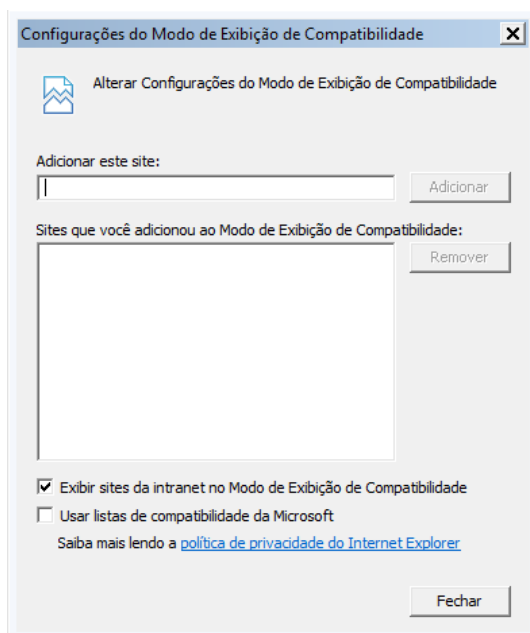 Configurações do Modo de Exibição de Compatibilidade
Alterar Configurações do Modo de Exibição de Compatibilidade
Adicionar este site:
Adicionar
Sites que você adicionou ao Modo de Exibição de Compatibilidade:
Remover
Exibir sites da intranet no Modo de Exibição de Compatibilidade
Usar listas de compatibilidade da Microsoft
Saiba mais lendo a política de privacidade do Internet Explorer
Fechar